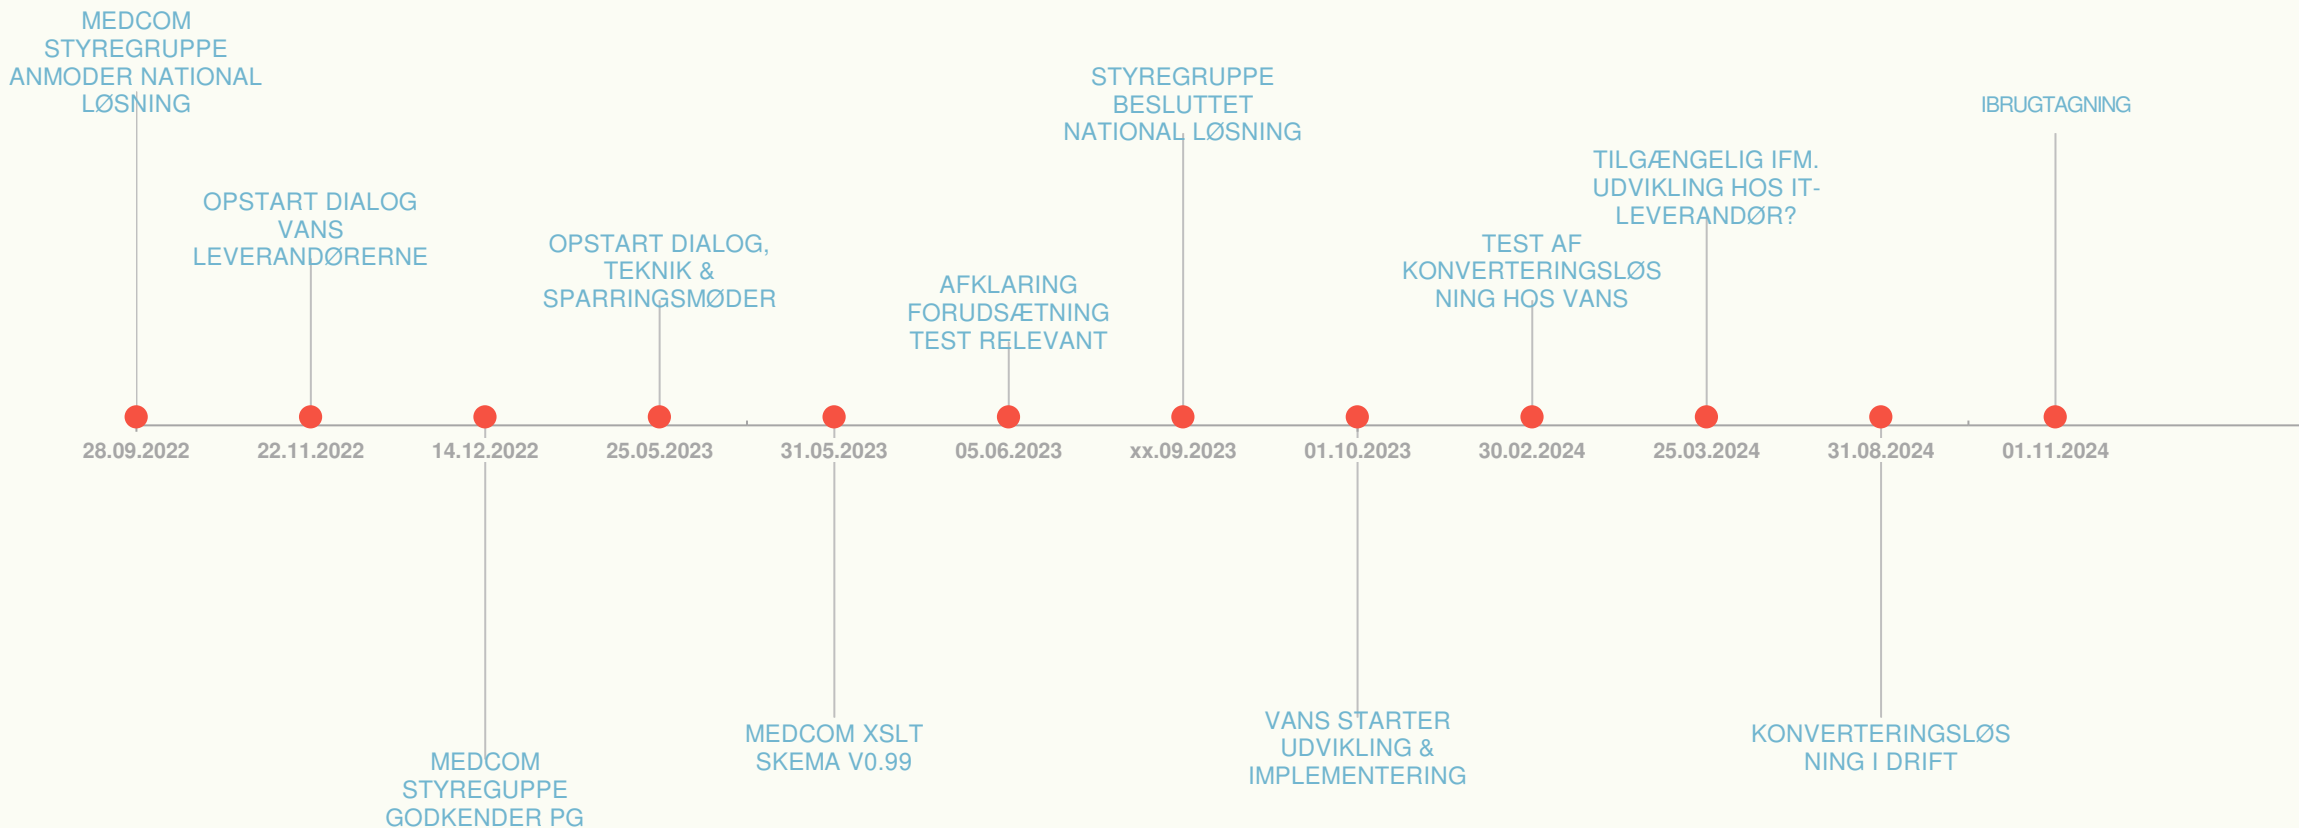 MEDCOM
STYREGRUPPE
ANMODER NATIONAL
LØSNING
OPSTART DIALOG
VANS
LEVERANDØRERNE
OPSTART DIALOG,
TEKNIK &
SPARRINGSMØDER
AFKLARING
FORUDSÆTNING
TEST RELEVANT
STYREGRUPPE
BESLUTTET
NATIONAL LØSNING
TEST AF
KONVERTERINGSLØS
NING HOS VANS
TILGÆNGELIG IFM.
UDVIKLING HOS IT-
LEVERANDØR?
IBRUGTAGNING
28.09.2022
22.11.2022
14.12.2022
25.05.2023
31.05.2023
05.06.2023
xx.09.2023
01.10.2023
30.02.2024
25.03.2024
31.08.2024
01.11.2024
MEDCOM
STYREGUPPE
GODKENDER PG
MEDCOM XSLT
SKEMA V0.99
VANS STARTER
UDVIKLING &
IMPLEMENTERING
KONVERTERINGSLØS
NING I DRIFT